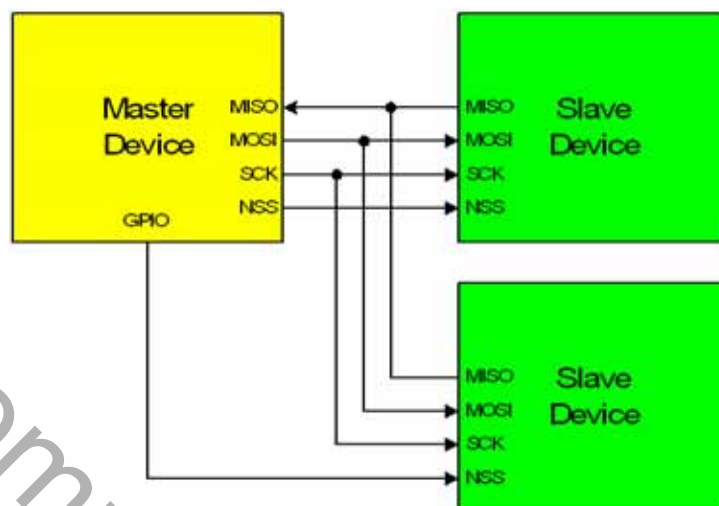 Master
Device
MISO
MOSI
SCK
NSS
GPIO
MISO
MOSI
SCK
NSS
Slave
Device
MISO
MOSI
SCK
NSS
Slave
Device